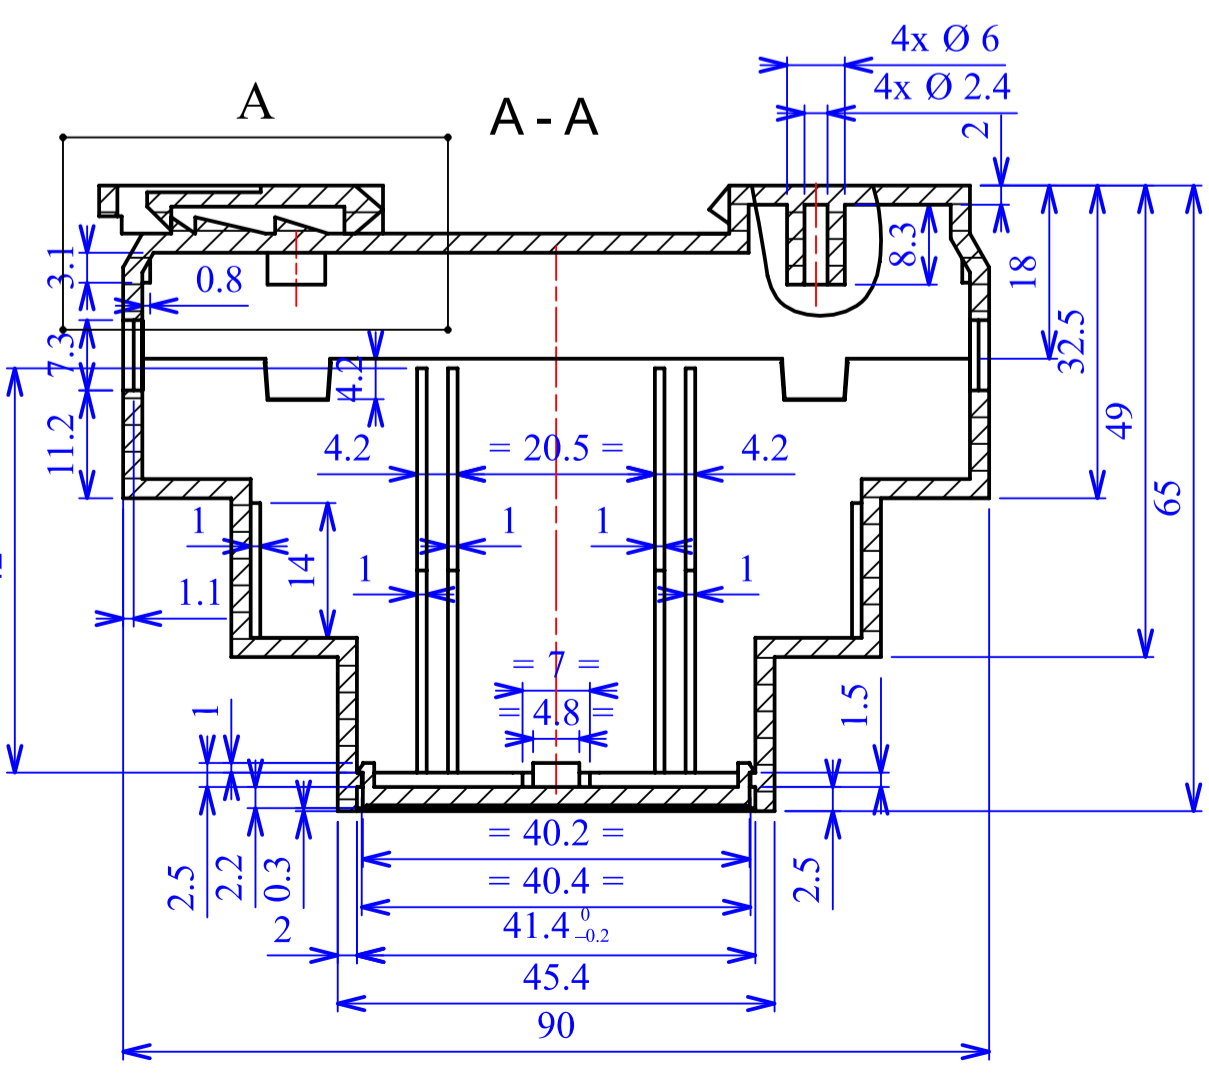 4x Ø 6
4x Ø 2.4
A
A - A
2
3.1
0.8
8.3
18
7.3
4.2
32.5
11.2
4.2
= 20.5 =
4.2
49
65
1
1
1
14
1
1
1.1
= 7 =
= 4.8 =
1
1.5
= 40.2 =
2.5
2.2
0.3
= 40.4 =
2.5
2
41.4 0 –0.2
45.4
90